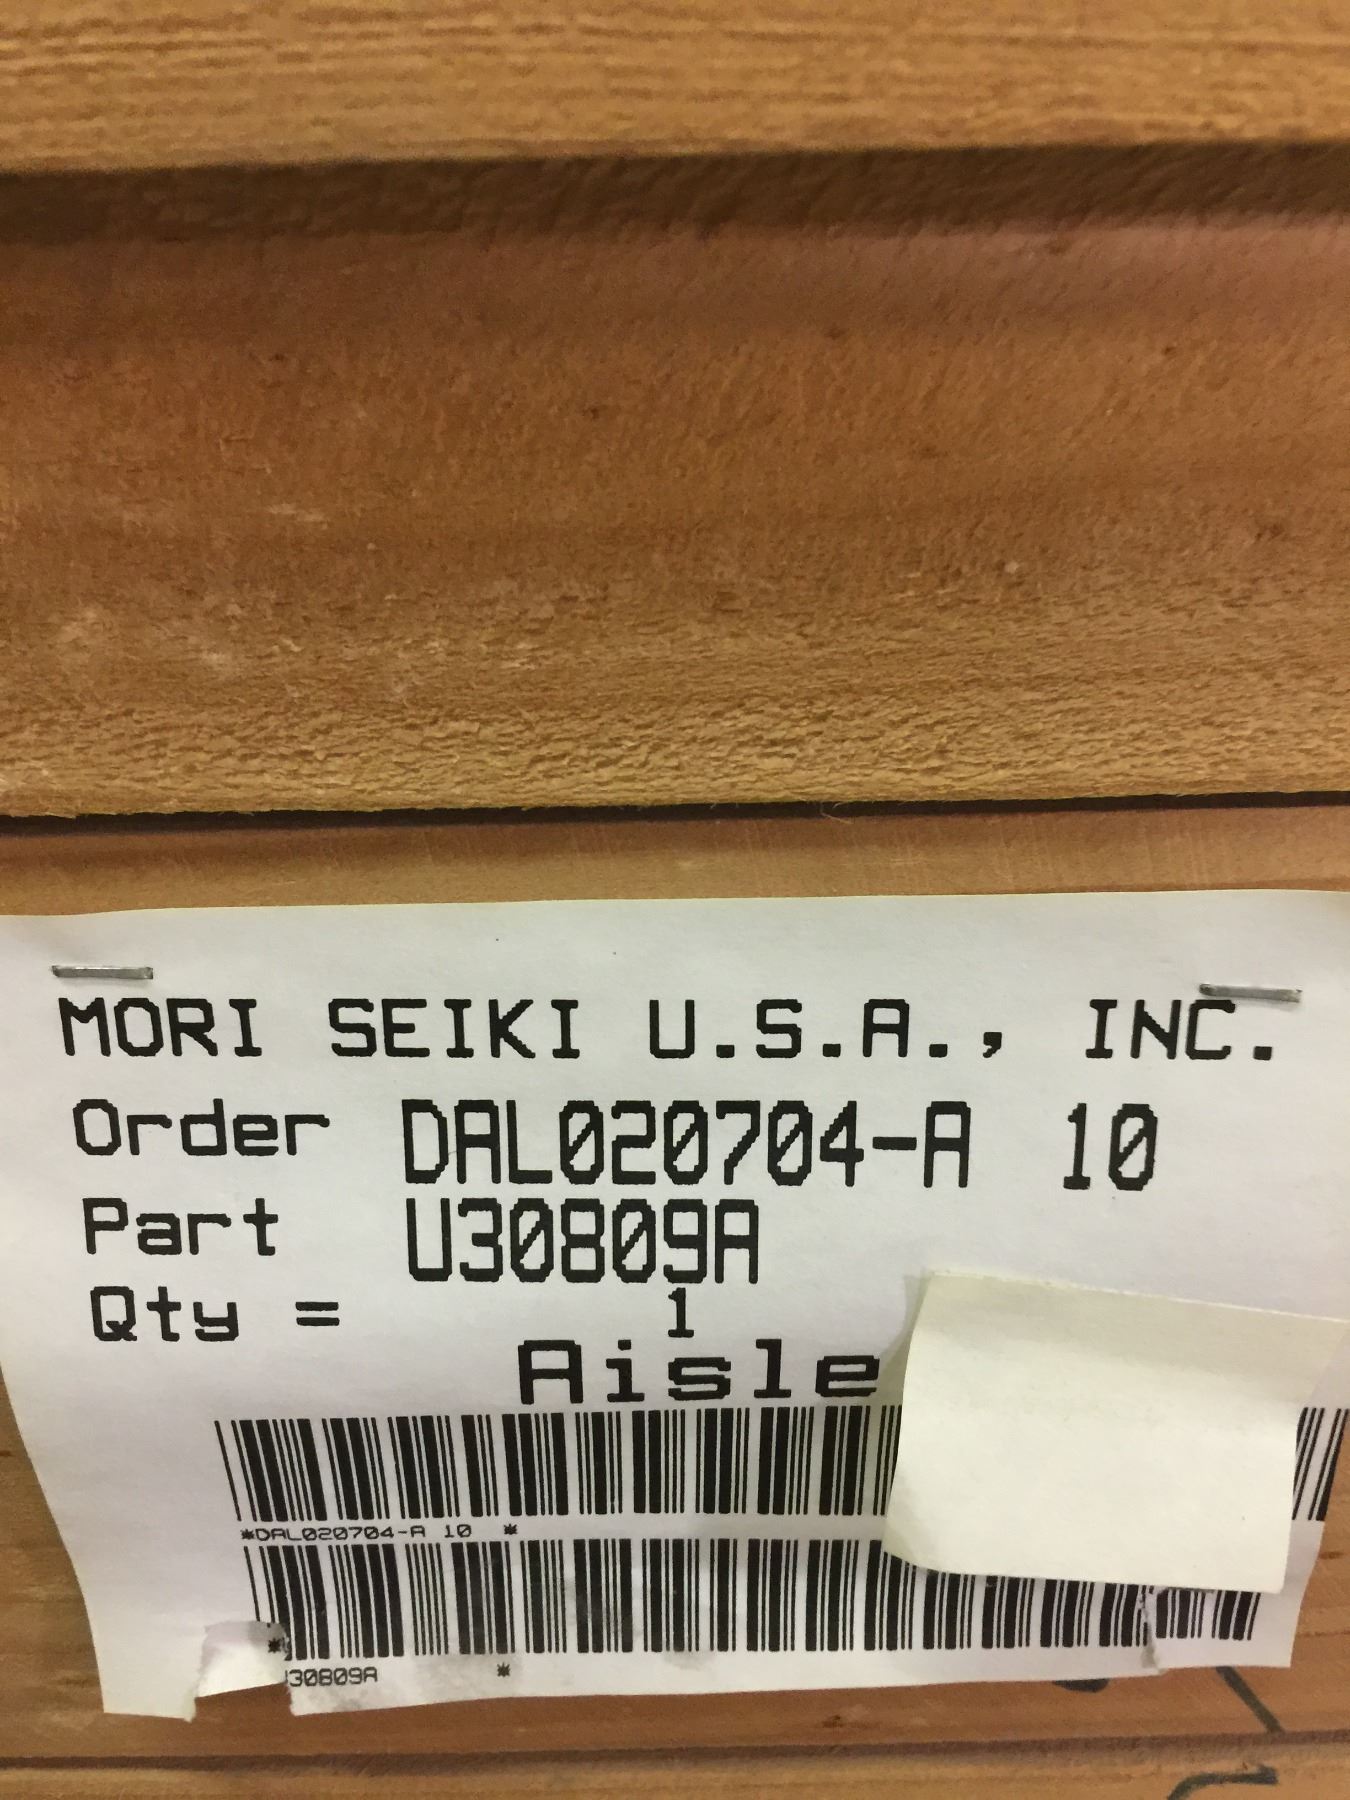 MORI SEIKI U.S.A., INC.
Order DAL020704-A 10
Part U30809A
Qty = 1
Aisle
*DAL020704-A 10 *
*U30809A *